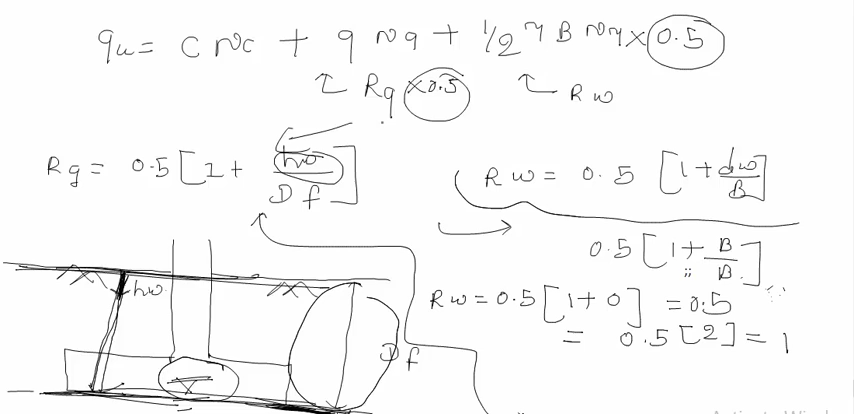 qu = C Nc + q Nq + 1/2 γ B Nγ × 0.5
Rq × 0.5
Rw
Rq = 0.5 [1 + hw / Df]
Rw = 0.5 [1 + dw / B]
0.5 [1 + B / B]
hw
Rw = 0.5 [1 + 0] = 0.5
= 0.5 [2] = 1
Df